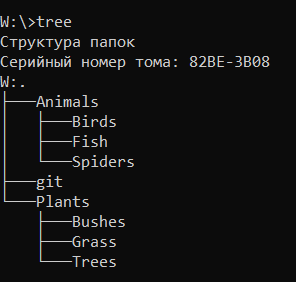 W:\>tree
Структура папок
Серийный номер тома: 82BE-3B08
W:.
├───Animals
│   ├───Birds
│   ├───Fish
│   └───Spiders
├───git
└───Plants
    ├───Bushes
    ├───Grass
    └───Trees